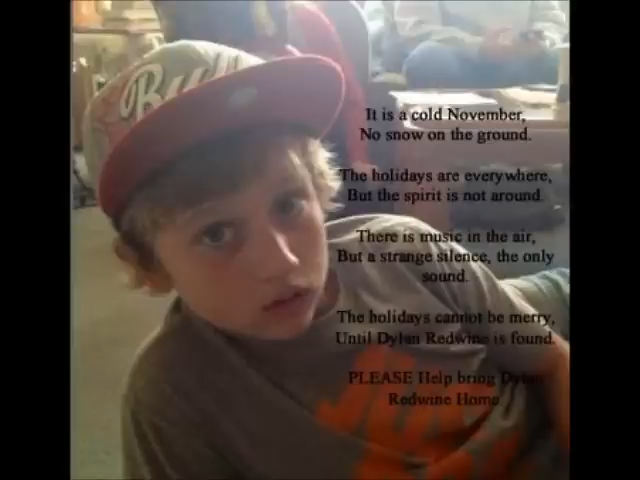 Bul
It is a cold November,
No snow on the ground.
The holidays are everywhere,
But the spirit is not around.
There is music in the air,
But a strange silence, the only
sound.
The holidays cannot be merry,
Until Dylan Redwine is found.
PLEASE Help bring Dylan
Redwine Home